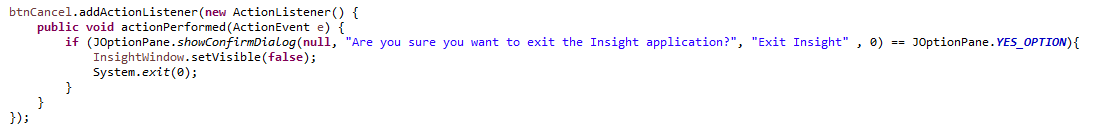 btnCancel.addActionListener(new ActionListener() {
    public void actionPerformed(ActionEvent e) {
        if (JOptionPane.showConfirmDialog(null, "Are you sure you want to exit the Insight application?", "Exit Insight" , 0) == JOptionPane.YES_OPTION){
            InsightWindow.setVisible(false);
            System.exit(0);
        }
    }
});